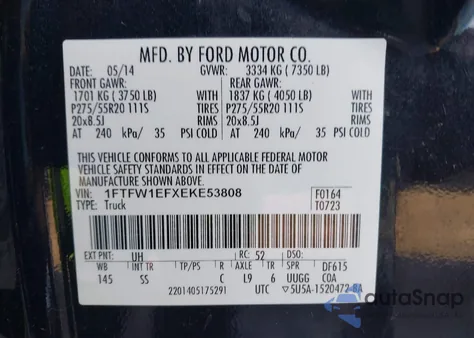 MFD. BY FORD MOTOR CO.
DATE: 05/14 GVWR: 3334 KG ( 7350 LB)
FRONT GAWR: REAR GAWR:
1701 KG ( 3750 LB) WITH 1837 KG ( 4050 LB) WITH
P275/55R20 111S TIRES P275/55R20 111S TIRES
20x8.5J RIMS 20x8.5J RIMS
AT 240 kPa/ 35 PSI COLD AT 240 kPa/ 35 PSI COLD
THIS VEHICLE CONFORMS TO ALL APPLICABLE FEDERAL MOTOR
VEHICLE SAFETY STANDARDS IN EFFECT ON THE DATE OF
MANUFACTURE SHOWN ABOVE.
VIN: 1FTFW1EFXEKE53808 F0164
TYPE: Truck T0723
EXT PNT: UH RC: 52 DSO:
WB INT TR TP/PS R AXLE TR SPR DF615
145 SS C L9 6 UUGG COA
2201405175291 UTC ▽5U5A-1520472-BA
autoSnap